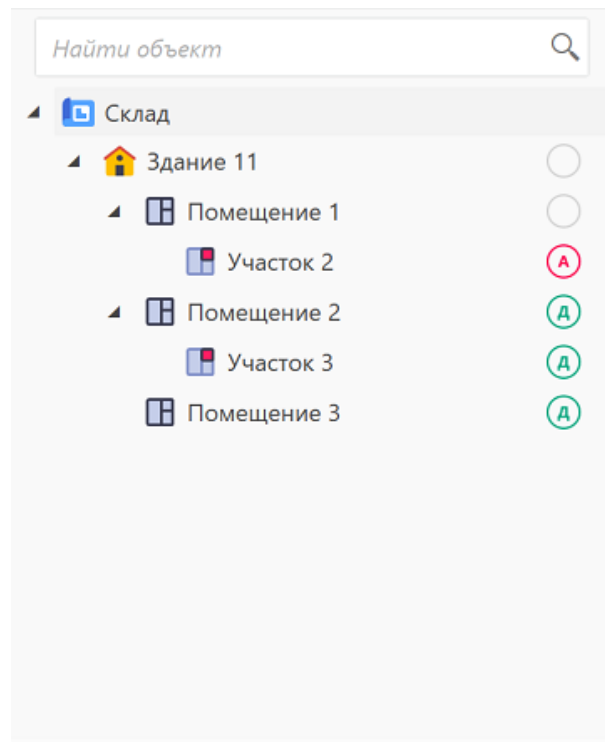 Найти объект
Склад
Здание 11
Помещение 1
Участок 2 А
Помещение 2 Д
Участок 3 Д
Помещение 3 Д